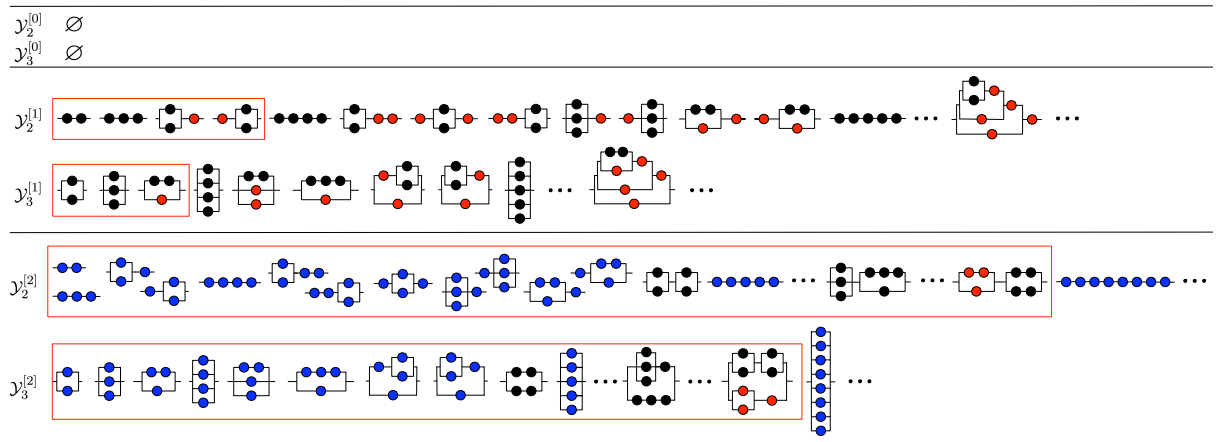 𝒴₂^[0] ∅
𝒴₃^[0] ∅
𝒴₂^[1] ⋯ ⋯
𝒴₃^[1] ⋯ ⋯
𝒴₂^[2] ⋯ ⋯ ⋯
𝒴₃^[2] ⋯ ⋯ ⋯